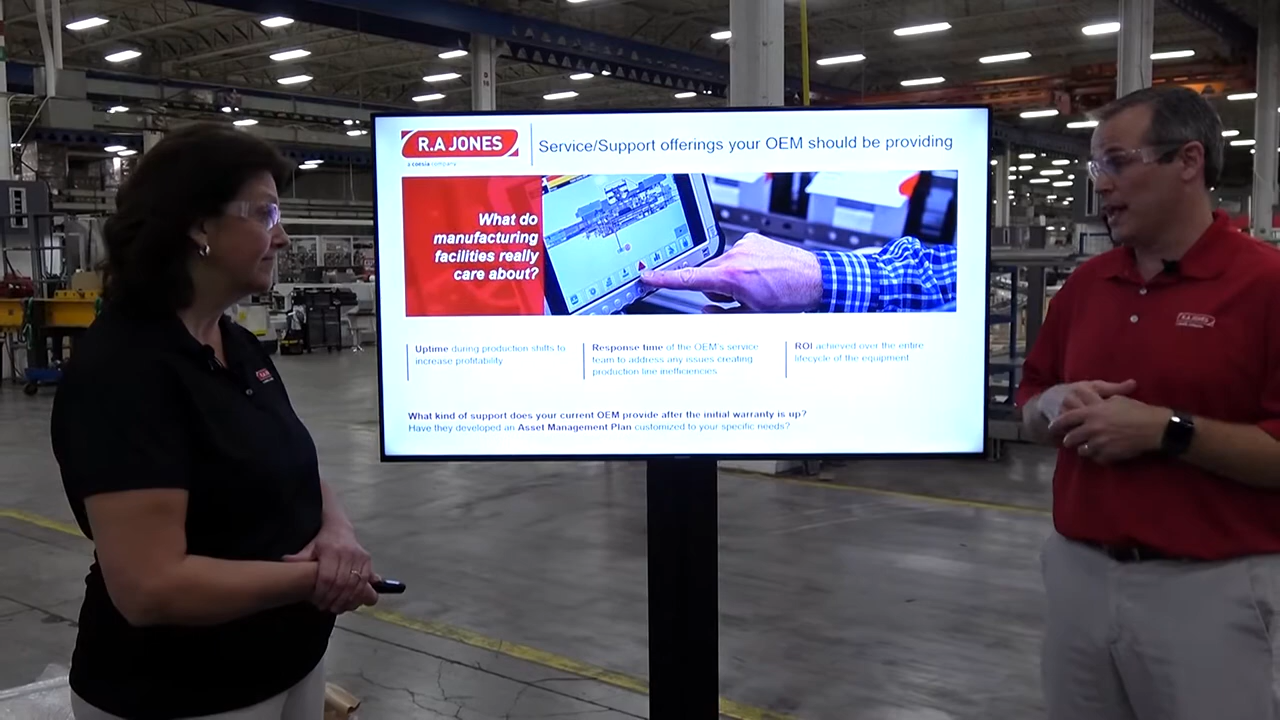 R.A JONES
a coesia company
Service/Support offerings your OEM should be providing
What do
manufacturing
facilities really
care about?
Uptime during production shifts to
increase profitability
Response time of the OEM's service
team to address any issues creating
production line inefficiencies
ROI achieved over the entire
lifecycle of the equipment
What kind of support does your current OEM provide after the initial warranty is up?
Have they developed an Asset Management Plan customized to your specific needs?
R.A JONES